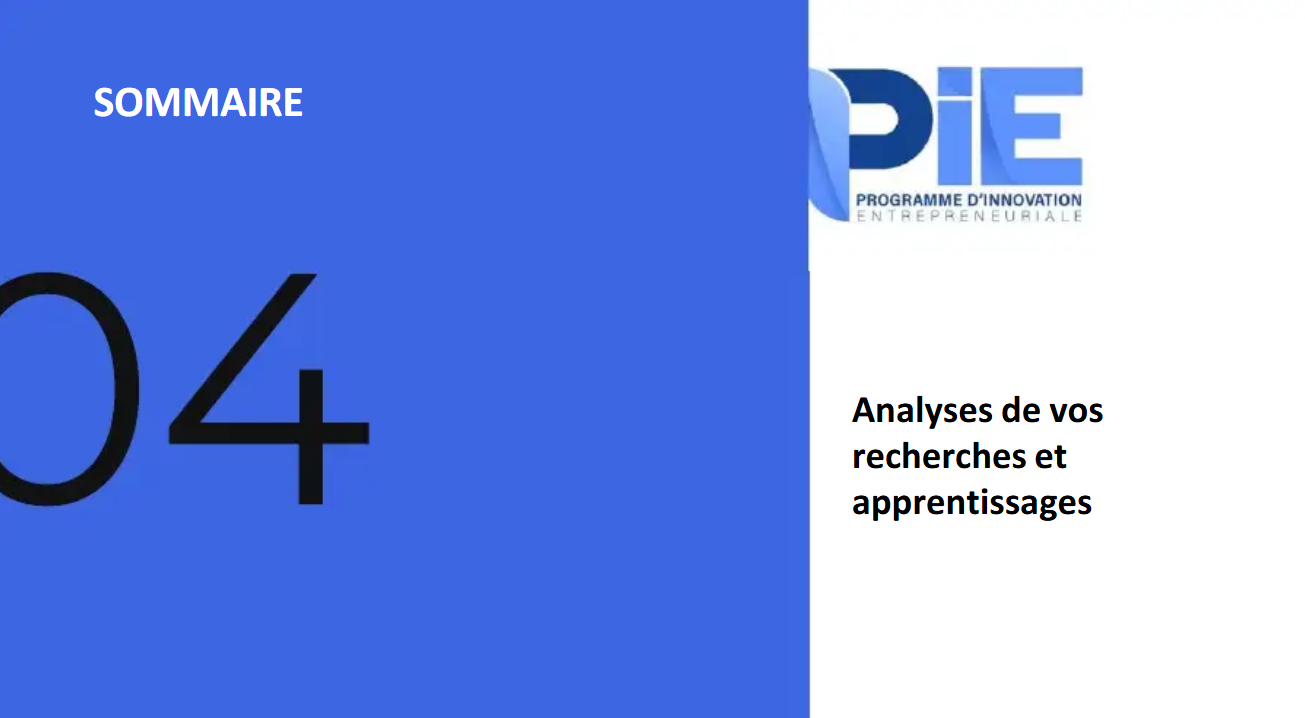 SOMMAIRE
PiE
PROGRAMME D'INNOVATION
ENTREPRENEURIALE
04
Analyses de vos
recherches et
apprentissages